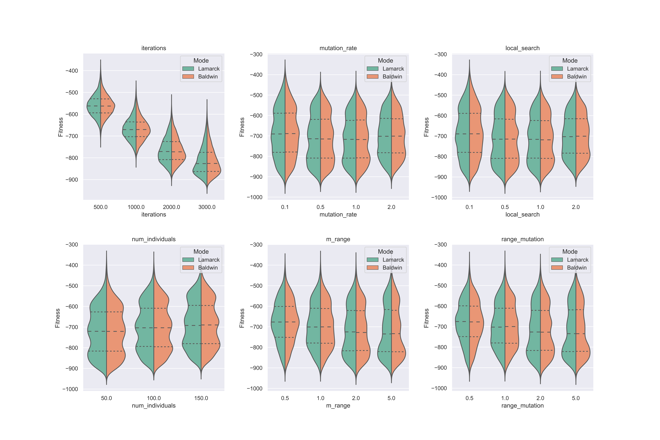 iterations
Mode
Lamarck
Baldwin
−400
−500
−600
−700
−800
−900
Fitness
500.0 1000.0 2000.0 3000.0
iterations
mutation_rate
Mode
Lamarck
Baldwin
−300
−400
−500
−600
−700
−800
−900
−1000
Fitness
0.1 0.5 1.0 2.0
mutation_rate
local_search
Mode
Lamarck
Baldwin
−300
−400
−500
−600
−700
−800
−900
−1000
Fitness
0.1 0.5 1.0 2.0
local_search
num_individuals
Mode
Lamarck
Baldwin
−300
−400
−500
−600
−700
−800
−900
−1000
Fitness
50.0 100.0 150.0
num_individuals
m_range
Mode
Lamarck
Baldwin
−300
−400
−500
−600
−700
−800
−900
−1000
Fitness
0.5 1.0 2.0 5.0
m_range
range_mutation
Mode
Lamarck
Baldwin
−300
−400
−500
−600
−700
−800
−900
−1000
Fitness
0.5 1.0 2.0 5.0
range_mutation